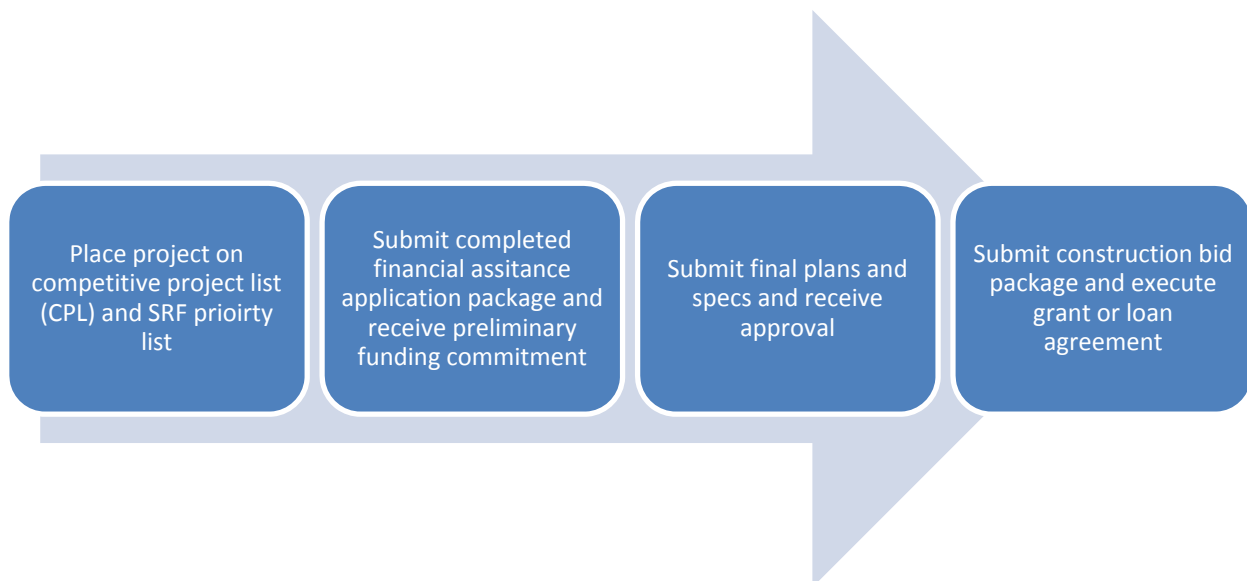 Place project on
competitive project list
(CPL) and SRF prioirty
list
Submit completed
financial assitance
application package and
receive preliminary
funding commitment
Submit final plans and
specs and receive
approval
Submit construction bid
package and execute
grant or loan
agreement